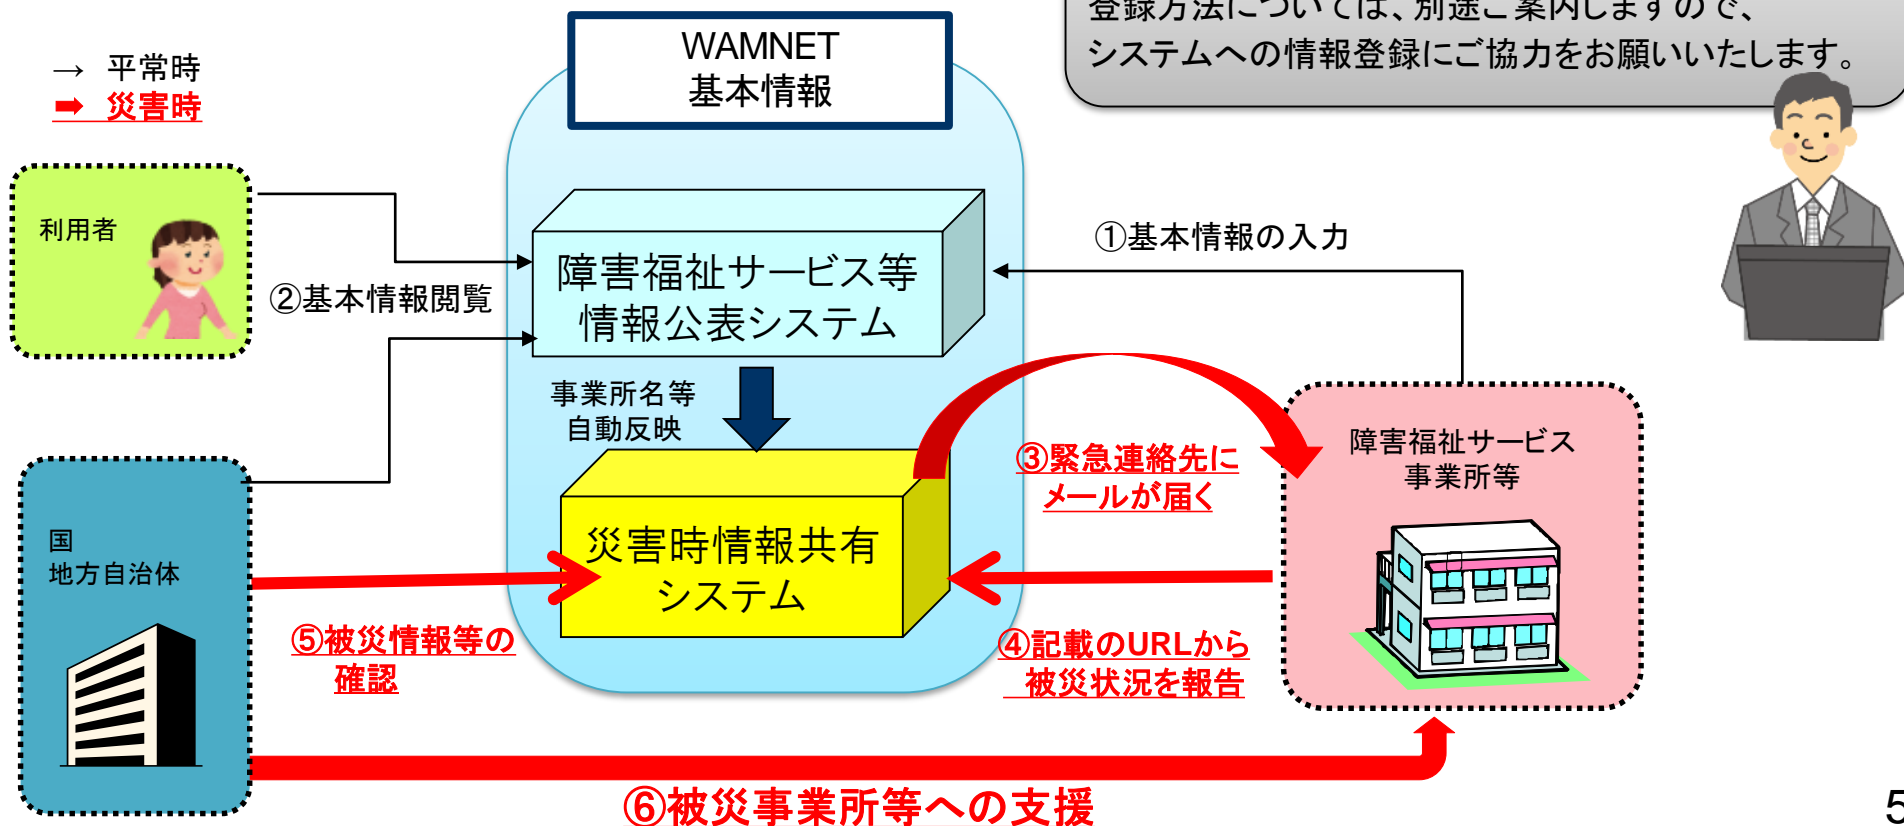 登録方法については、別途ご案内しますので、
システムへの情報登録にご協力をお願いいたします。
→ 平常時
➡ 災害時
WAMNET
基本情報
利用者
②基本情報閲覧
障害福祉サービス等
情報公表システム
①基本情報の入力
事業所名等
自動反映
③緊急連絡先に
メールが届く
障害福祉サービス
事業所等
国
地方自治体
災害時情報共有
システム
⑤被災情報等の
確認
④記載のURLから
被災状況を報告
⑥被災事業所等への支援
5